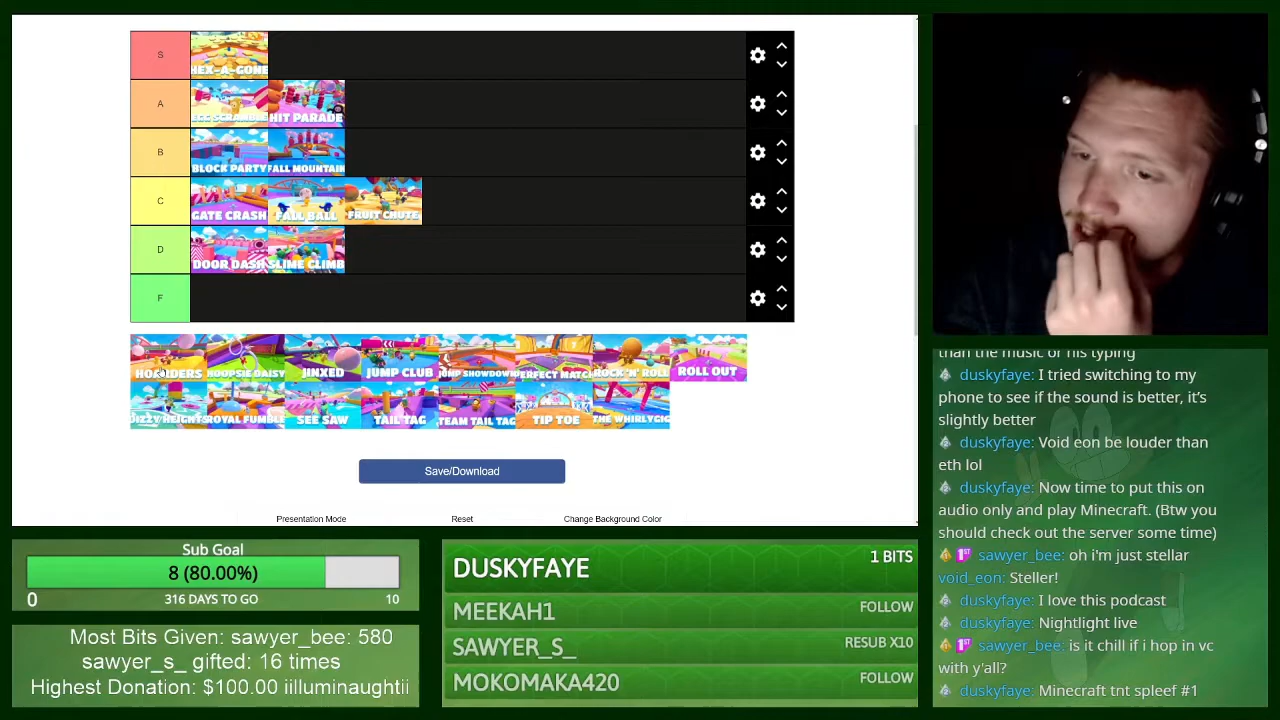 S
HEX-A-GONE
A
EGG SCRAMBLE HIT PARADE
B
BLOCK PARTY FALL MOUNTAIN
C
GATE CRASH FALL BALL FRUIT CHUTE
D
DOOR DASH SLIME CLIMB
F
HOARDERS HOOPSIE DAISY JINXED JUMP CLUB JUMP SHOWDOWN PERFECT MATCH ROCK 'N' ROLL ROLL OUT
DIZZY HEIGHTS ROYAL FUMBLE SEE SAW TAIL TAG TEAM TAIL TAG TIP TOE THE WHIRLYGIG
Save/Download
Presentation Mode Reset Change Background Color
than the music or his typing
duskyfaye: I tried switching to my
phone to see if the sound is better, it's
slightly better
duskyfaye: Void eon be louder than
eth lol
duskyfaye: Now time to put this on
audio only and play Minecraft. (Btw you
should check out the server some time)
1ST sawyer_bee: oh i'm just stellar
void_eon: Steller!
duskyfaye: I love this podcast
duskyfaye: Nightlight live
1ST sawyer_bee: is it chill if i hop in vc
with y'all?
duskyfaye: Minecraft tnt spleef #1
Sub Goal
8 (80.00%)
0 316 DAYS TO GO 10
Most Bits Given: sawyer_bee: 580
sawyer_s_ gifted: 16 times
Highest Donation: $100.00 iilluminaughtii
DUSKYFAYE 1 BITS
MEEKAH1 FOLLOW
SAWYER_S_ RESUB X10
MOKOMAKA420 FOLLOW